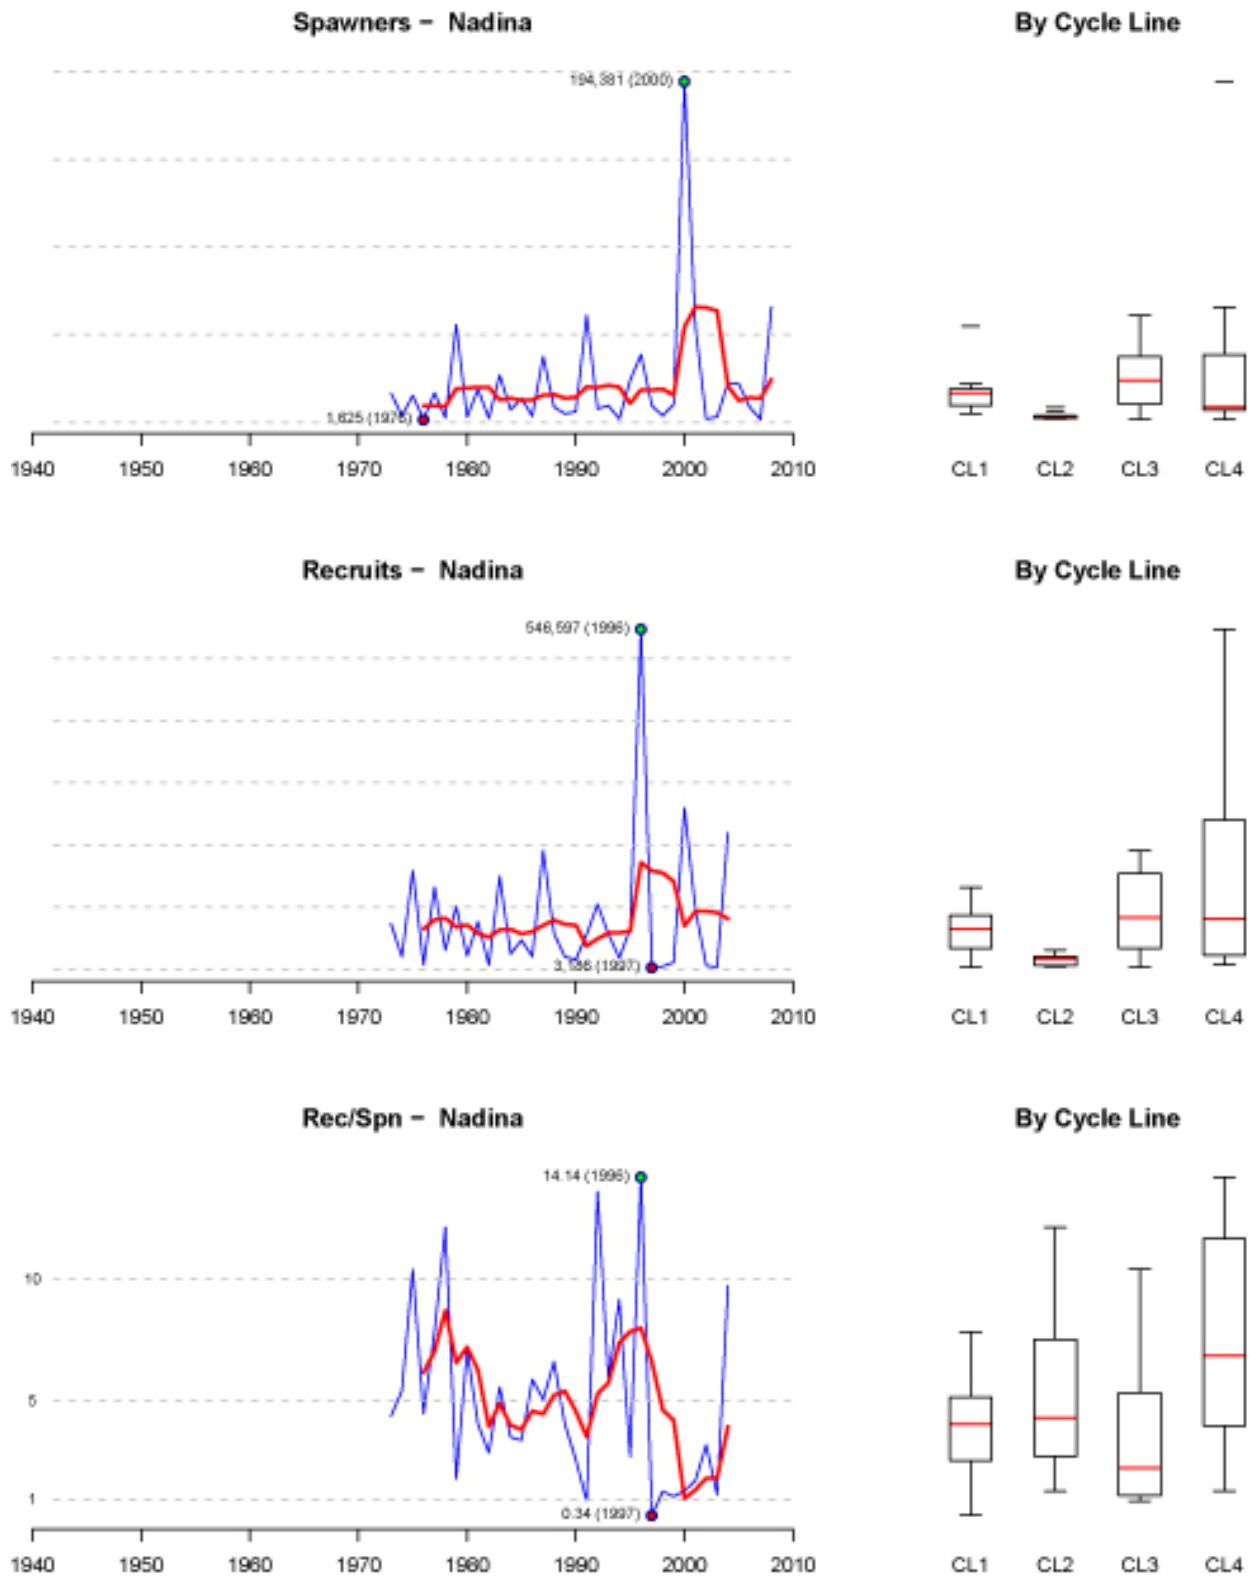 Spawners – Nadina
By Cycle Line
194,381 (2000)
1,625 (1976)
1940 1950 1960 1970 1980 1990 2000 2010
CL1 CL2 CL3 CL4
Recruits – Nadina
By Cycle Line
546,597 (1996)
3,186 (1997)
1940 1950 1960 1970 1980 1990 2000 2010
CL1 CL2 CL3 CL4
Rec/Spn – Nadina
By Cycle Line
14.14 (1996)
10
5
1
0.34 (1997)
1940 1950 1960 1970 1980 1990 2000 2010
CL1 CL2 CL3 CL4